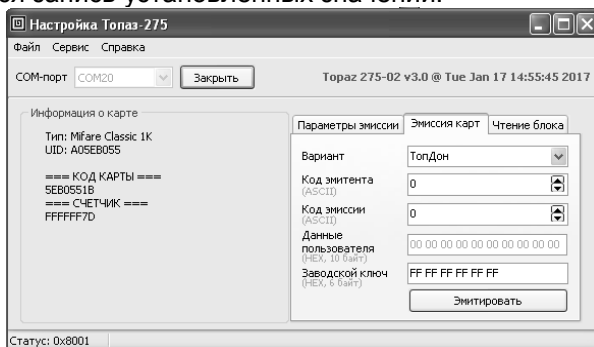 ся запись установленных значений.
Настройка Топаз-275
Файл Сервис Справка
COM-порт COM20 Закрыть Topaz 275-02 v3.0 @ Tue Jan 17 14:55:45 2017
Информация о карте
Тип: Mifare Classic 1K
UID: A05EB055
=== КОД КАРТЫ ===
5EB0551B
=== СЧЕТЧИК ===
FFFFFF7D
Параметры эмиссии Эмиссия карт Чтение блока
Вариант ТопДон
Код эмитента 0
(ASCII)
Код эмиссии 0
(ASCII)
Данные
пользователя 00 00 00 00 00 00 00 00 00 00
(HEX, 10 байт)
Заводской ключ FF FF FF FF FF FF
(HEX, 6 байт)
Эмитировать
Статус: 0x8001